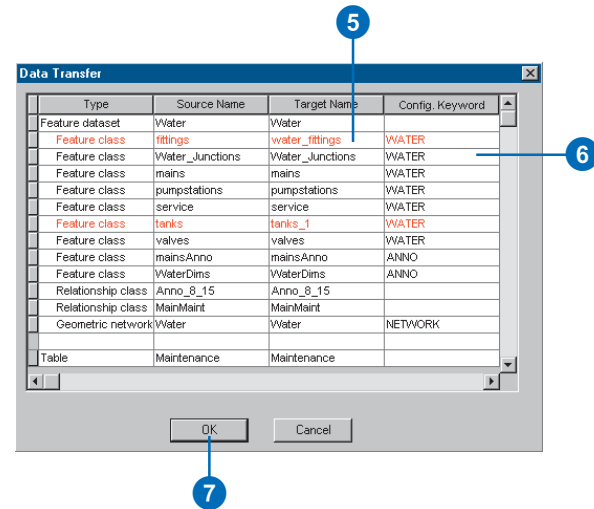 5
Data Transfer
Type Source Name Target Name Config. Keyword
Feature dataset Water Water
Feature class fittings water_fittings WATER
6
Feature class Water_Junctions Water_Junctions WATER
Feature class mains mains WATER
Feature class pumpstations pumpstations WATER
Feature class service service WATER
Feature class tanks tanks_1 WATER
Feature class valves valves WATER
Feature class mainsAnno mainsAnno ANNO
Feature class WaterDims WaterDims ANNO
Relationship class Anno_8_15 Anno_8_15
Relationship class MainMaint MainMaint
Geometric network Water Water NETWORK
Table Maintenance Maintenance
OK Cancel
7